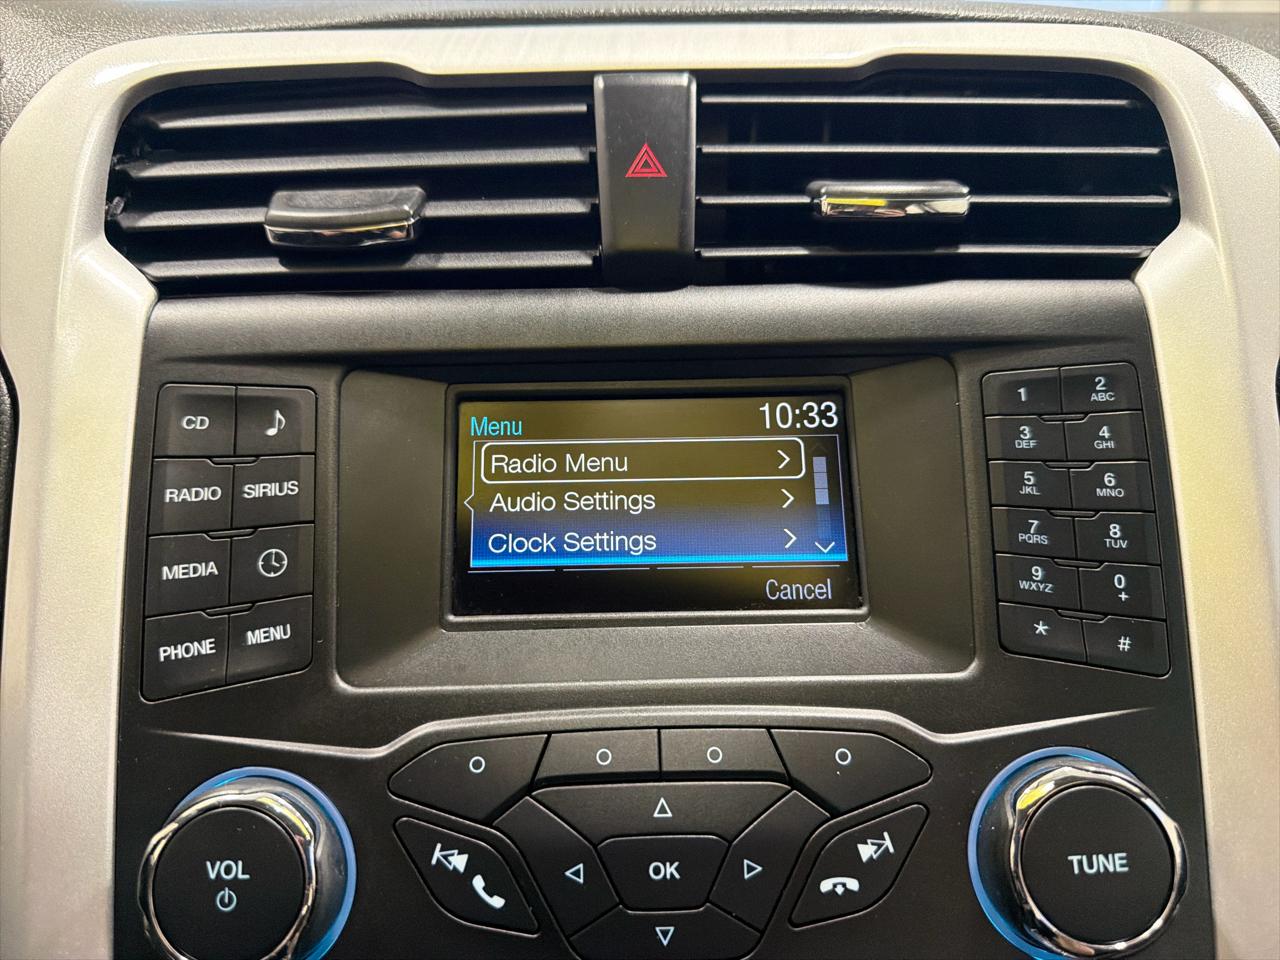 Menu 10:33
Radio Menu
Audio Settings
Clock Settings
Cancel
CD
RADIO SIRIUS
MEDIA
PHONE MENU
1 2 ABC
3 DEF 4 GHI
5 JKL 6 MNO
7 PQRS 8 TUV
9 WXYZ 0 +
* #
VOL
OK
TUNE